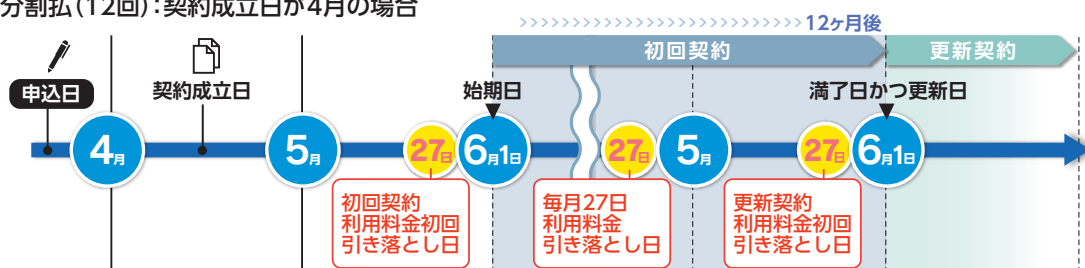 分割払(12回):契約成立日が4月の場合
>>>>>>>>>>>>>>>>>>>>>>>>>>>>12ヶ月後
初回契約
更新契約
申込日
契約成立日
始期日
満了日かつ更新日
4月
5月
27日
6月1日
27日
5月
27日
6月1日
初回契約
利用料金初回
引き落とし日
毎月27日
利用料金
引き落とし日
更新契約
利用料金初回
引き落とし日